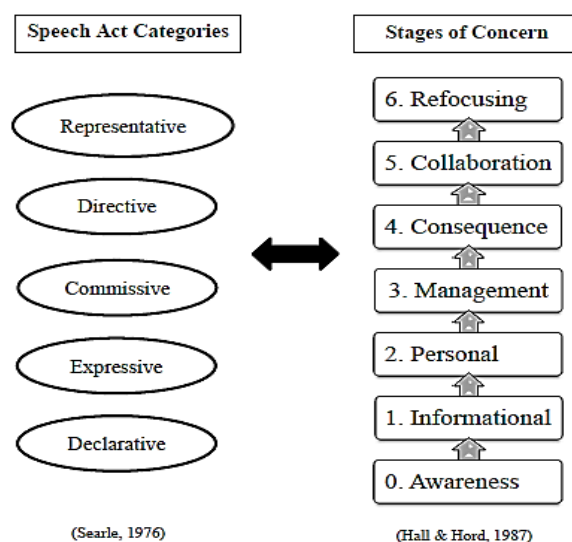 Speech Act Categories
Representative
Directive
Commissive
Expressive
Declarative
(Searle, 1976)
Stages of Concern
6. Refocusing
5. Collaboration
4. Consequence
3. Management
2. Personal
1. Informational
0. Awareness
(Hall & Hord, 1987)